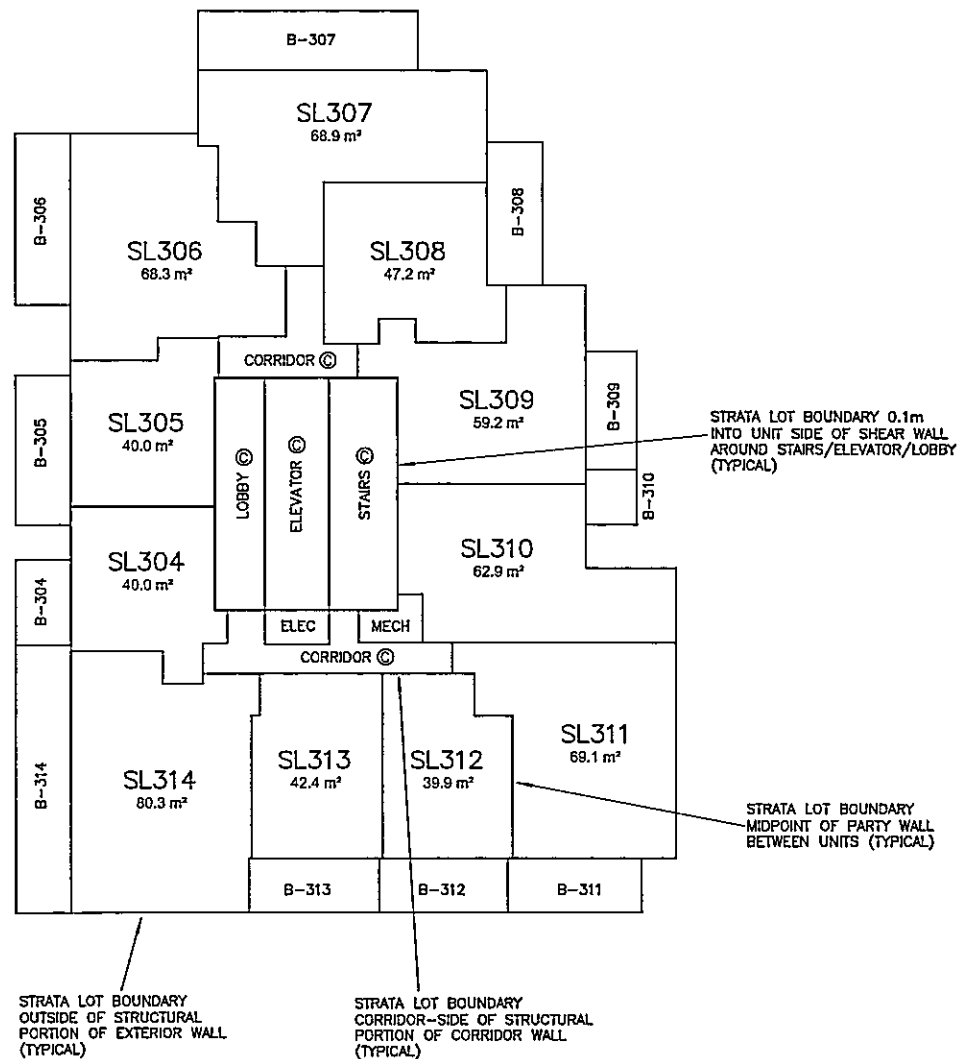 B-307
SL307
68.9 m²
B-306
B-308
SL306
68.3 m²
SL308
47.2 m²
CORRIDOR ©
B-305
SL305
40.0 m²
SL309
59.2 m²
B-309
STRATA LOT BOUNDARY 0.1m
INTO UNIT SIDE OF SHEAR WALL
AROUND STAIRS/ELEVATOR/LOBBY
(TYPICAL)
LOBBY ©
ELEVATOR ©
STAIRS ©
B-310
SL304
40.0 m²
SL310
62.9 m²
B-304
ELEC
MECH
CORRIDOR ©
B-314
SL314
80.3 m²
SL313
42.4 m²
SL312
39.9 m²
SL311
69.1 m²
STRATA LOT BOUNDARY
MIDPOINT OF PARTY WALL
BETWEEN UNITS (TYPICAL)
B-313
B-312
B-311
STRATA LOT BOUNDARY
OUTSIDE OF STRUCTURAL
PORTION OF EXTERIOR WALL
(TYPICAL)
STRATA LOT BOUNDARY
CORRIDOR-SIDE OF STRUCTURAL
PORTION OF CORRIDOR WALL
(TYPICAL)